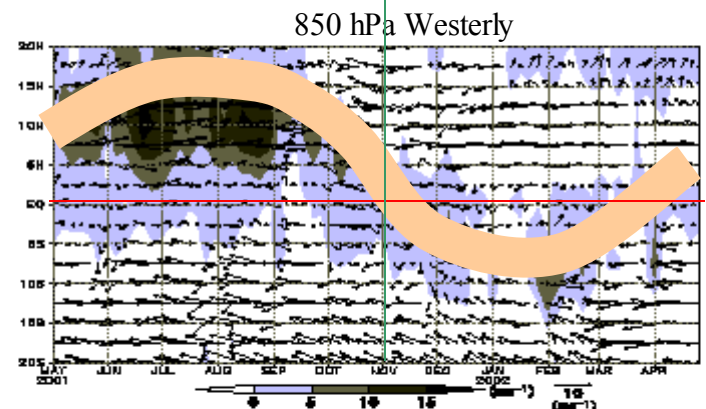 850 hPa Westerly
20N
15N
10N
5N
EQ
5S
10S
15S
20S
MAY JUN JUL AUG SEP OCT NOV DEC JAN FEB MAR APR
2001 2002
0 5 10 15 (ms⁻¹) 10
(ms⁻¹)